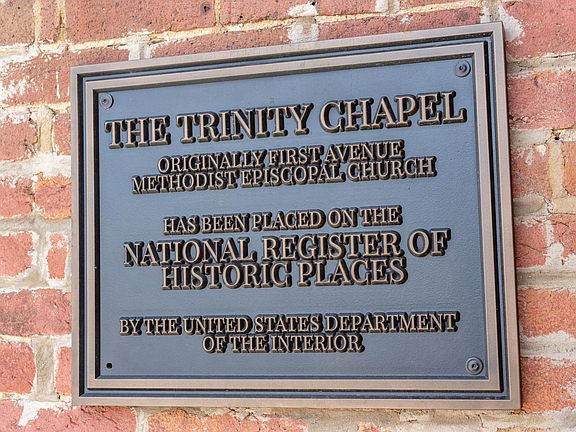 THE TRINITY CHAPEL
ORIGINALLY FIRST AVENUE
METHODIST EPISCOPAL CHURCH
HAS BEEN PLACED ON THE
NATIONAL REGISTER OF
HISTORIC PLACES
BY THE UNITED STATES DEPARTMENT
OF THE INTERIOR